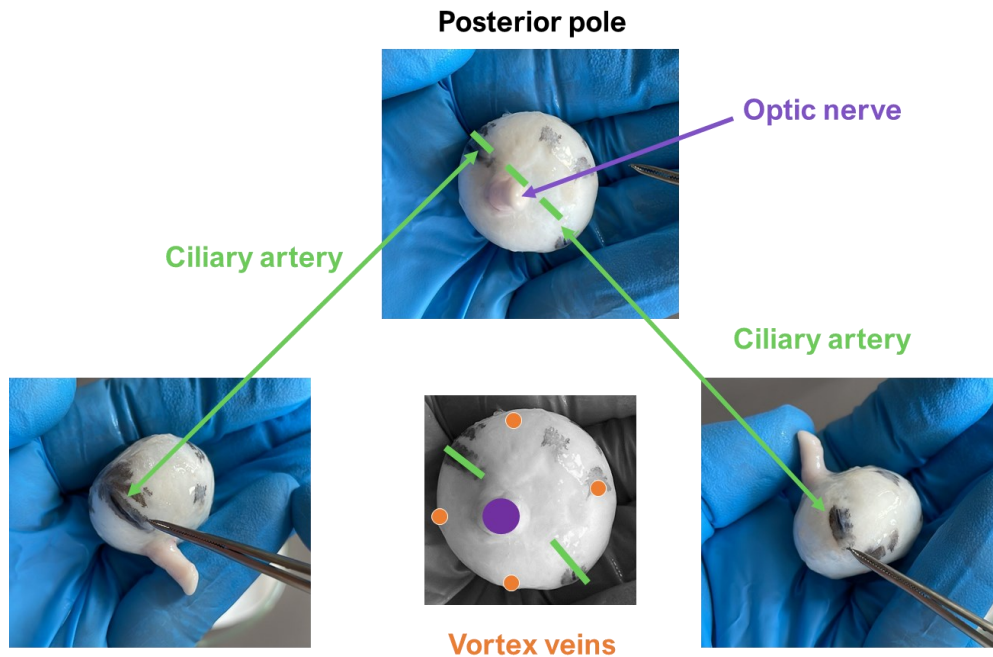 Posterior pole
Optic nerve
Ciliary artery
Ciliary artery
Vortex veins